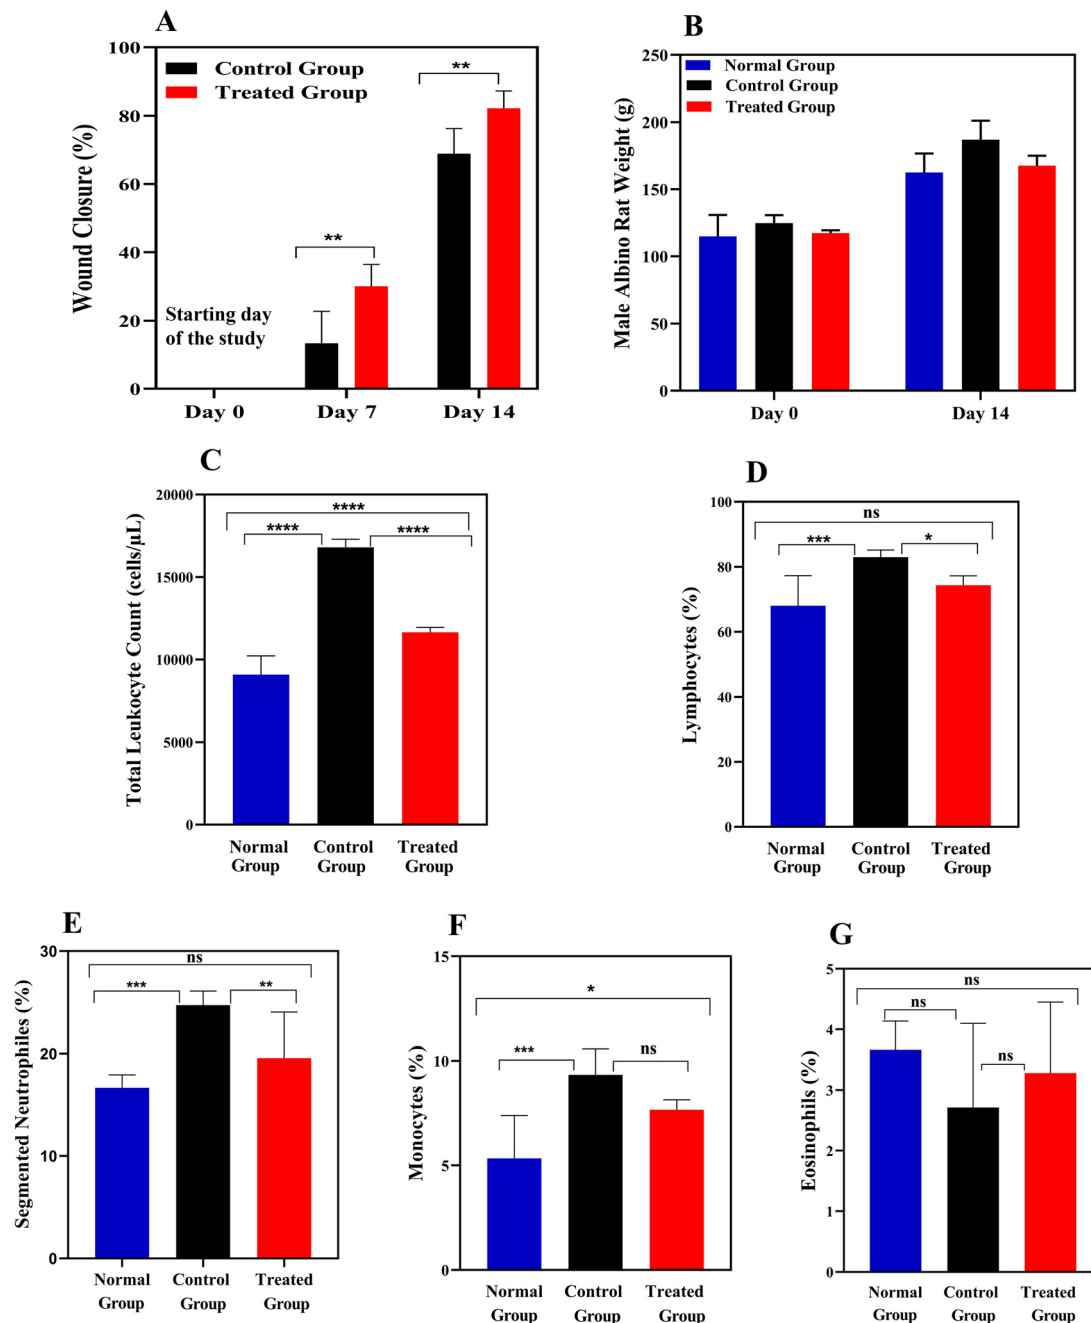 A
Wound Closure (%)
100
80
60
40
20
0
Control Group
Treated Group
**
**
Starting day
of the study
Day 0
Day 7
Day 14
B
Male Albino Rat Weight (g)
250
200
150
100
50
0
Normal Group
Control Group
Treated Group
Day 0
Day 14
C
Total Leukocyte Count (cells/μL)
20000
15000
10000
5000
0
****
****
****
Normal
Group
Control
Group
Treated
Group
D
Lymphocytes (%)
100
80
60
40
20
0
ns
***
*
Normal
Group
Control
Group
Treated
Group
E
Segmented Neutrophiles (%)
30
20
10
0
ns
***
**
Normal
Group
Control
Group
Treated
Group
F
Monocytes (%)
15
10
5
0
*
***
ns
Normal
Group
Control
Group
Treated
Group
G
Eosinophils (%)
5
4
3
2
1
0
ns
ns
ns
Normal
Group
Control
Group
Treated
Group